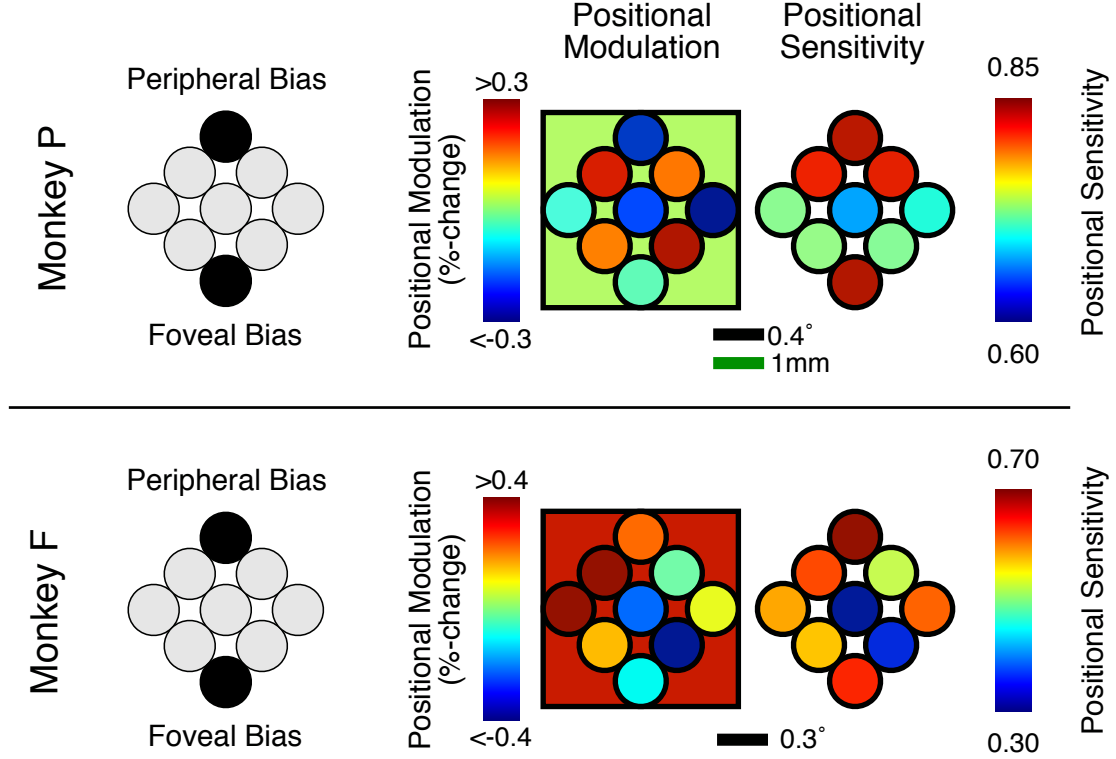 Positional
Modulation
Positional
Sensitivity
Monkey P
Peripheral Bias
Foveal Bias
Positional Modulation
(%-change)
>0.3
<-0.3
0.4°
1mm
0.85
0.60
Positional Sensitivity
Monkey F
Peripheral Bias
Foveal Bias
Positional Modulation
(%-change)
>0.4
<-0.4
0.3°
0.70
0.30
Positional Sensitivity